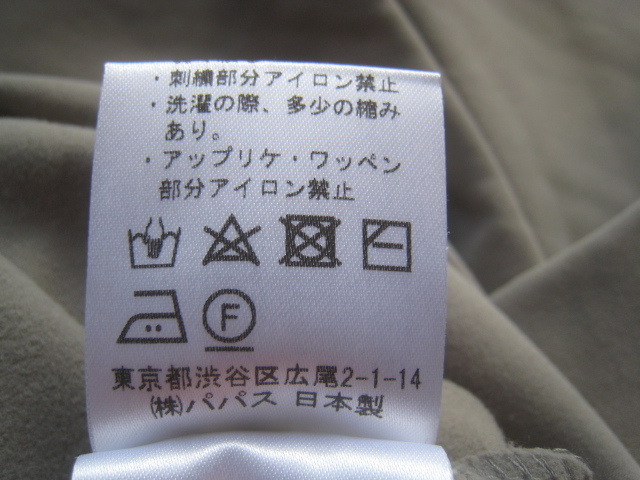 ・刺繍部分アイロン禁止
・洗濯の際、多少の縮み
あり。
・アップリケ・ワッペン
部分アイロン禁止
F
東京都渋谷区広尾2-1-14
㈱パパス 日本製